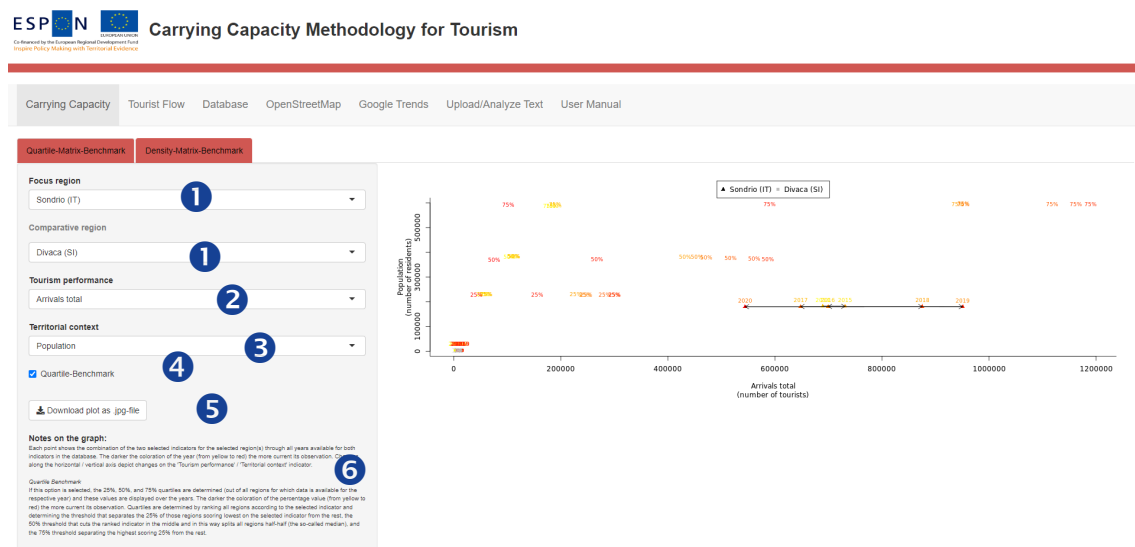 ESPON
EUROPEAN UNION
Co-financed by the European Regional Development Fund
Inspire Policy Making with Territorial Evidence
Carrying Capacity Methodology for Tourism
Carrying Capacity Tourist Flow Database OpenStreetMap Google Trends Upload/Analyze Text User Manual
Quartile-Matrix-Benchmark Density-Matrix-Benchmark
Focus region
Sondrio (IT)
1
Comparative region
Divaca (SI)
1
Tourism performance
Arrivals total
2
Territorial context
Population
3
Quartile-Benchmark
4
Download plot as .jpg-file
5
Notes on the graph:
Each point shows the combination of the two selected indicators for the selected region(s) through all years available for both
indicators in the database. The darker the coloration of the year (from yellow to red) the more current its observation.
along the horizontal / vertical axis depict changes on the 'Tourism performance' / 'Territorial context' indicator.
6
Quartile Benchmark
If this option is selected, the 25%, 50%, and 75% quartiles are determined (out of all regions for which data is available for the
respective year) and these values are displayed over the years. The darker the coloration of the percentage value (from yellow to
red) the more current its observation. Quartiles are determined by ranking all regions according to the selected indicator and
determining the threshold that separates the 25% of those regions scoring lowest on the selected indicator from the rest, the
50% threshold that cuts the ranked indicator in the middle and in this way splits all regions half-half (the so-called median), and
the 75% threshold separating the highest scoring 25% from the rest.
Sondrio (IT) Divaca (SI)
75% 75% 75% 75% 75% 75% 75%
50% 50% 50% 50% 50% 50% 50% 50% 50%
25% 25% 25% 25% 25%
2020 2017 2018 2019
Population
(number of residents)
500000
300000
100000
0
0 200000 400000 600000 800000 1000000 1200000
Arrivals total
(number of tourists)